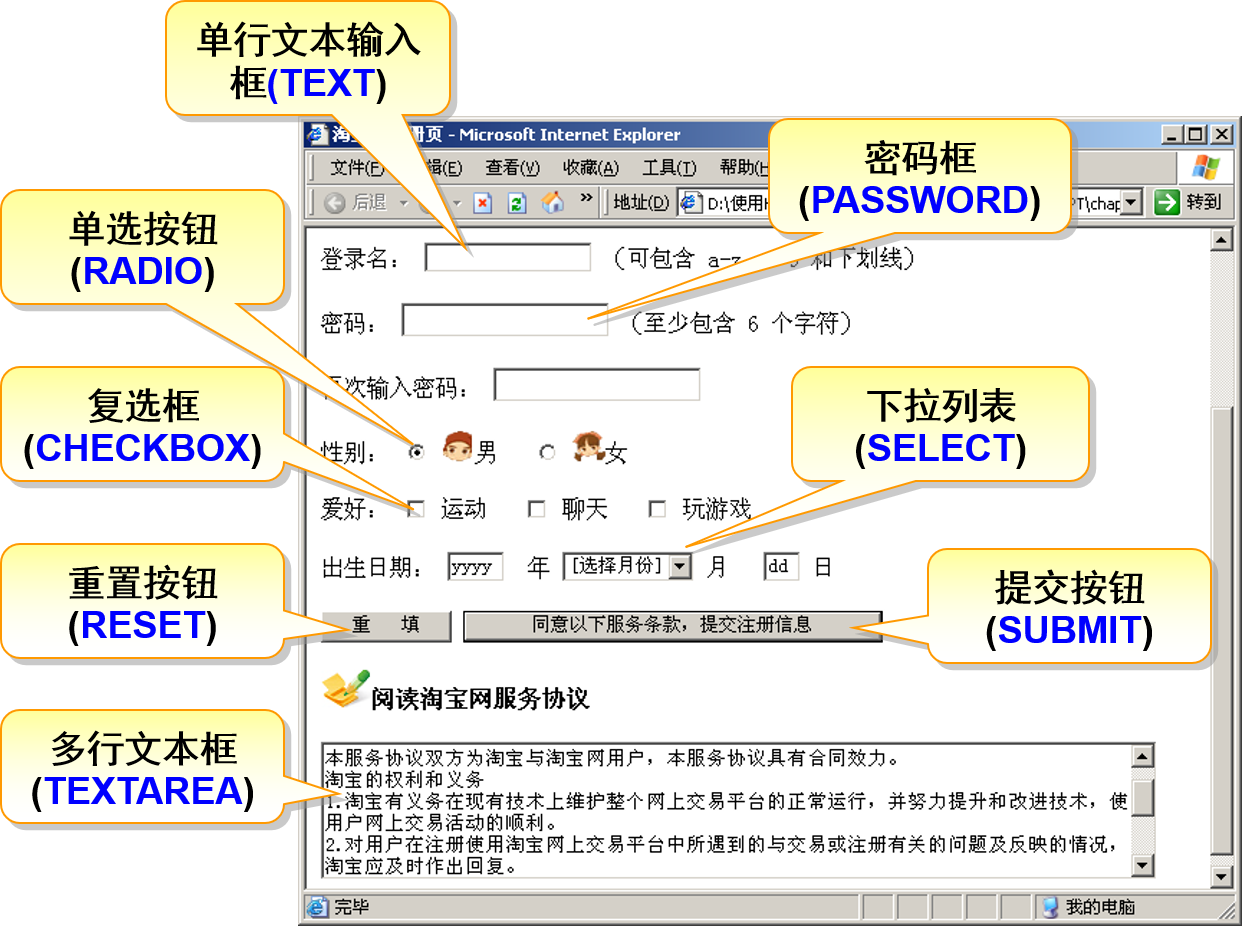 单行文本输入
框(TEXT)
淘 册页 - Microsoft Internet Explorer
密码框
(PASSWORD)
文件(F) 辑(E) 查看(V) 收藏(A) 工具(T) 帮助(H
后退 » 地址(D) D:\使用H PT\chap 转到
单选按钮
(RADIO)
登录名: (可包含 a-z 和下划线)
密码: (至少包含 6 个字符)
次输入密码:
复选框
(CHECKBOX)
下拉列表
(SELECT)
性别: 男 女
爱好: 运动 聊天 玩游戏
出生日期: yyyy 年 [选择月份] 月 dd 日
重置按钮
(RESET)
提交按钮
(SUBMIT)
重 填 同意以下服务条款，提交注册信息
阅读淘宝网服务协议
多行文本框
(TEXTAREA)
本服务协议双方为淘宝与淘宝网用户，本服务协议具有合同效力。
淘宝的权利和义务
1.淘宝有义务在现有技术上维护整个网上交易平台的正常运行，并努力提升和改进技术，使
用户网上交易活动的顺利。
2.对用户在注册使用淘宝网上交易平台中所遇到的与交易或注册有关的问题及反映的情况，
淘宝应及时作出回复。
完毕 我的电脑